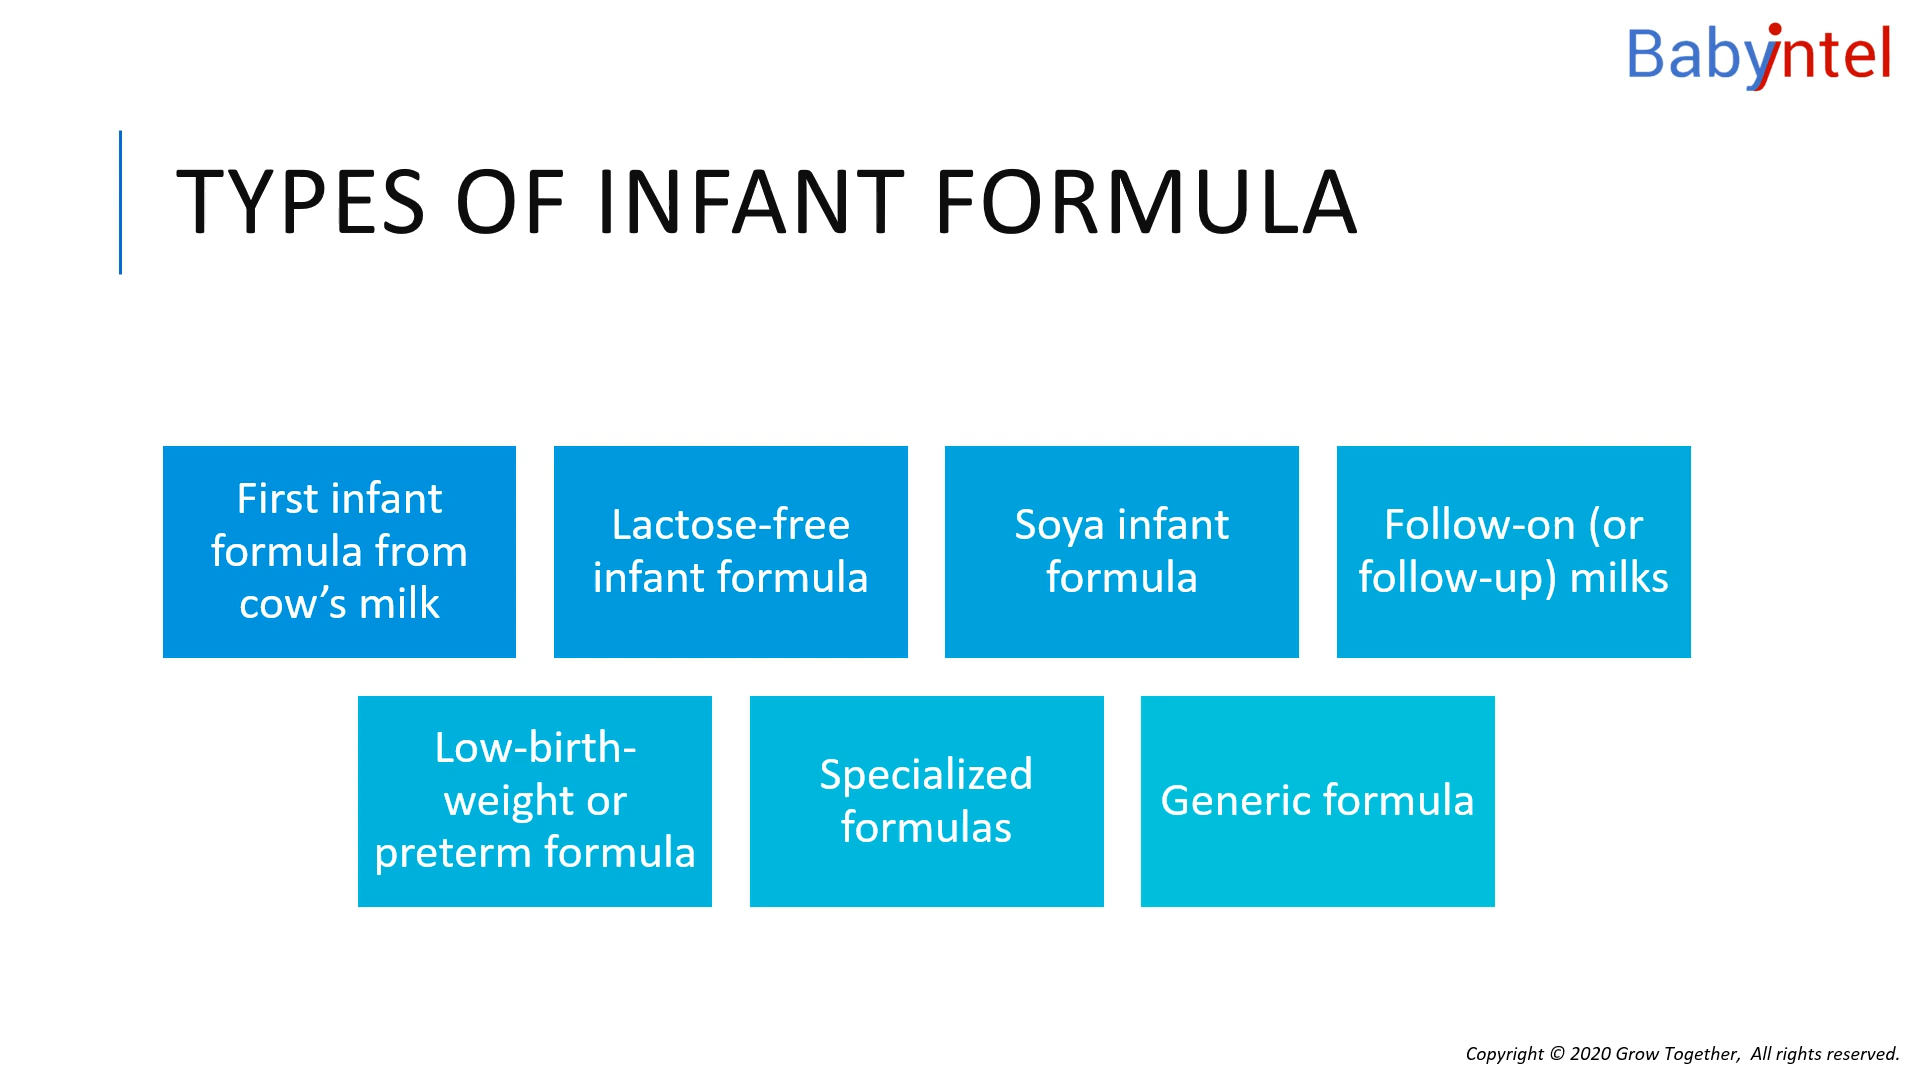 Babyintel
TYPES OF INFANT FORMULA
First infant
formula from
cow’s milk
Lactose-free
infant formula
Soya infant
formula
Follow-on (or
follow-up) milks
Low-birth-
weight or
preterm formula
Specialized
formulas
Generic formula
Copyright © 2020 Grow Together, All rights reserved.